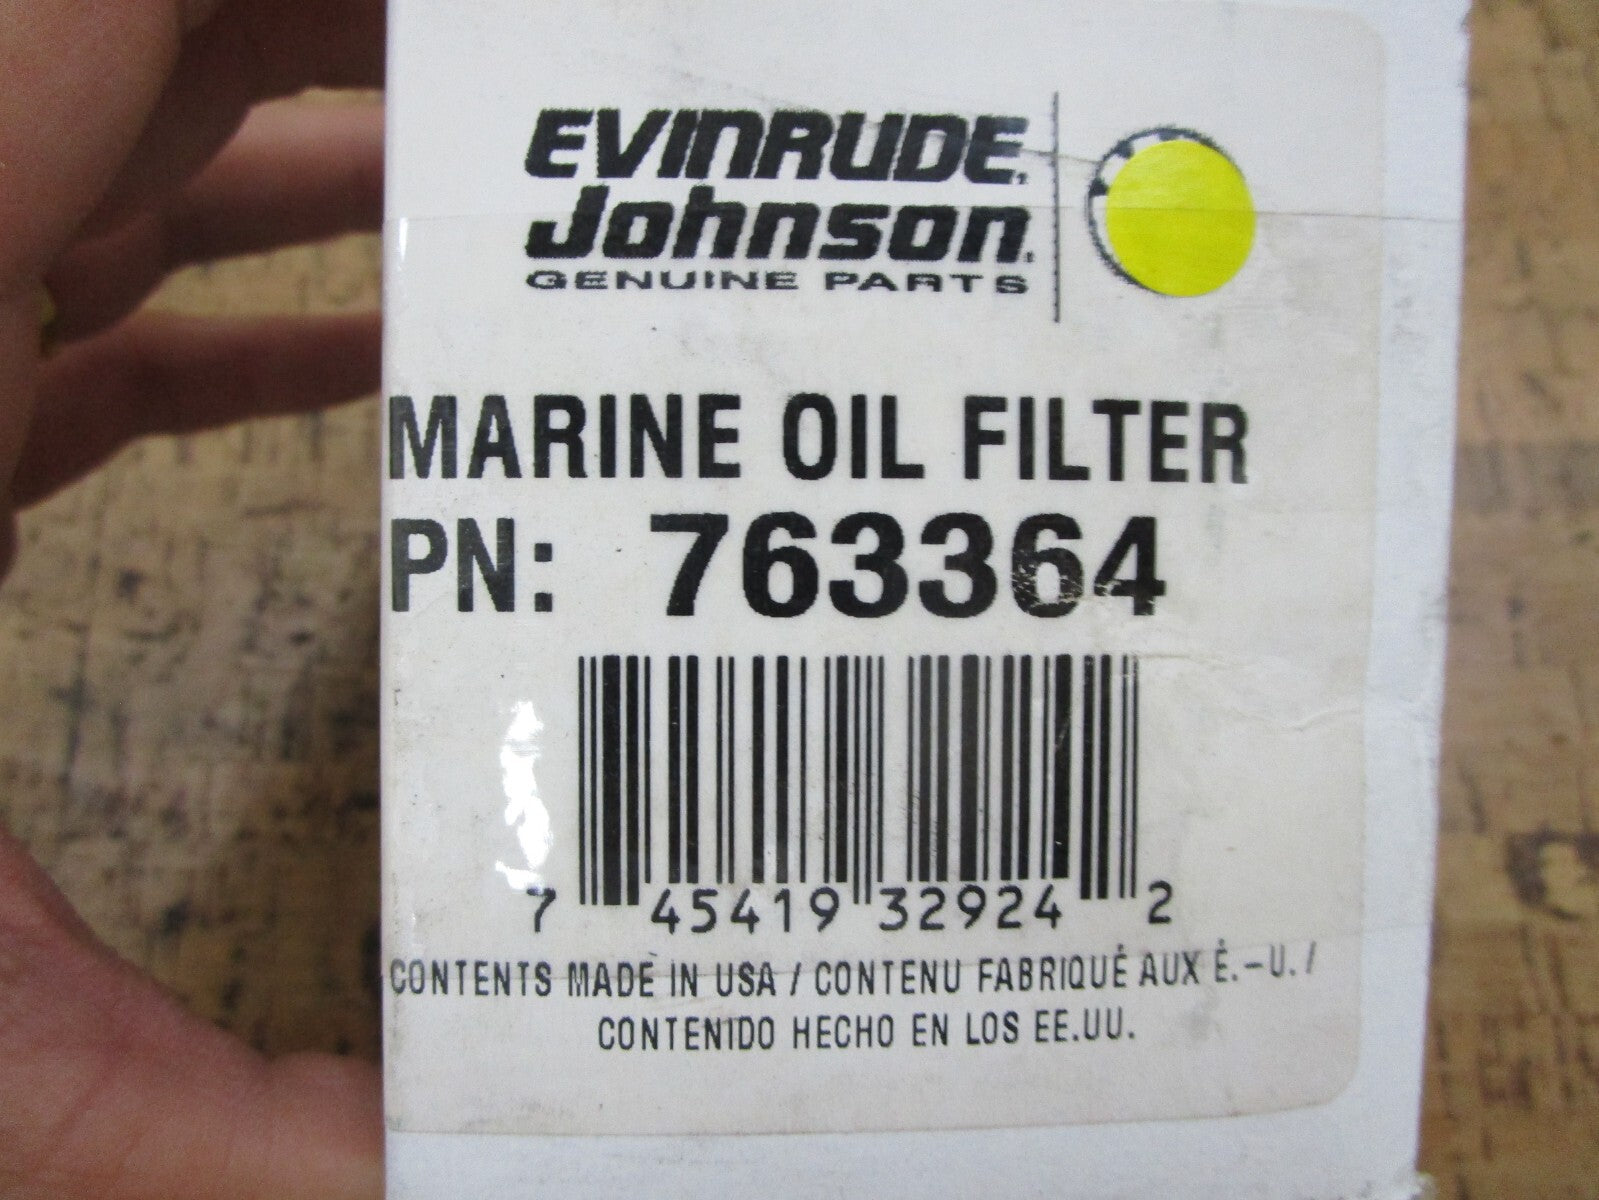 EVINRUDE
Johnson
GENUINE PARTS
MARINE OIL FILTER
PN: 763364
7 45419 32924 2
CONTENTS MADE IN USA / CONTENU FABRIQUÉ AUX É.-U. /
CONTENIDO HECHO EN LOS EE.UU.